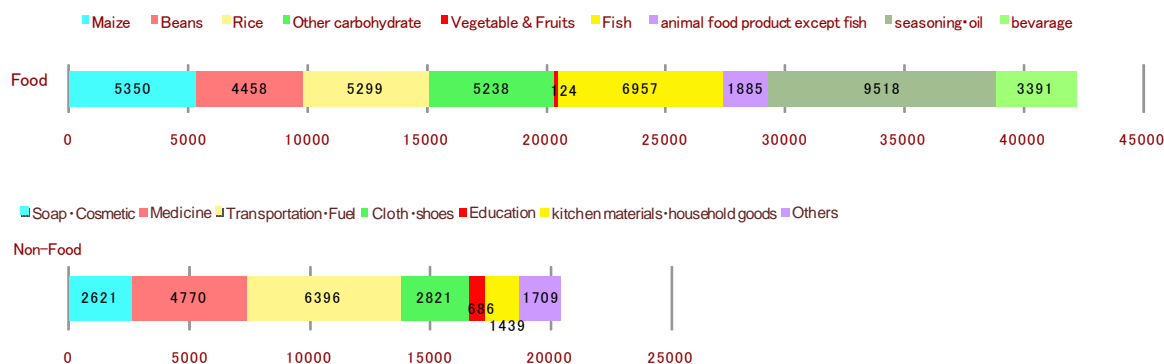 Maize Beans Rice Other carbohydrate Vegetable & Fruits Fish animal food product except fish seasoning・oil bevarage
Food 5350 4458 5299 5238 124 6957 1885 9518 3391
0 5000 10000 15000 20000 25000 30000 35000 40000 45000
Soap・Cosmetic Medicine Transportation・Fuel Cloth・shoes Education kitchen materials・household goods Others
Non-Food
2621 4770 6396 2821 686 1439 1709
0 5000 10000 15000 20000 25000